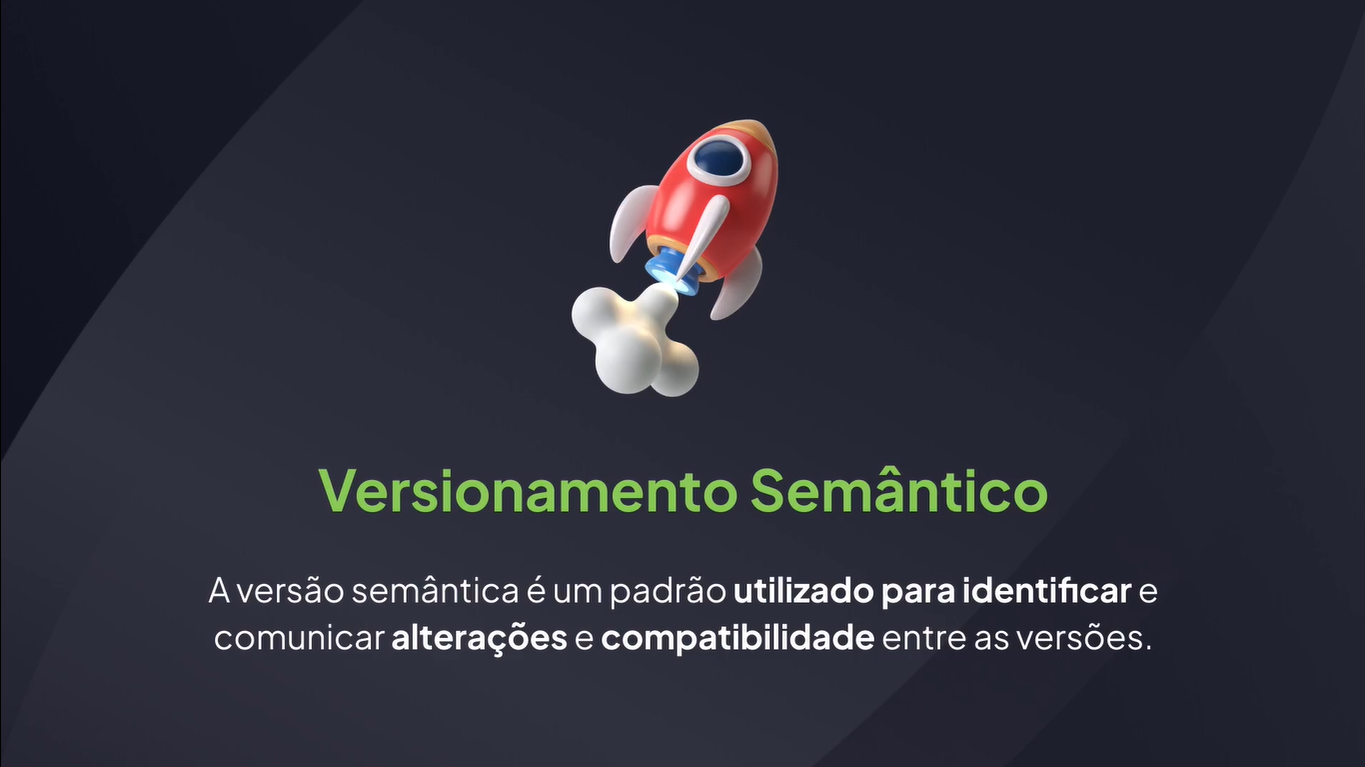 Versionamento Semântico
A versão semântica é um padrão utilizado para identificar e
comunicar alterações e compatibilidade entre as versões.